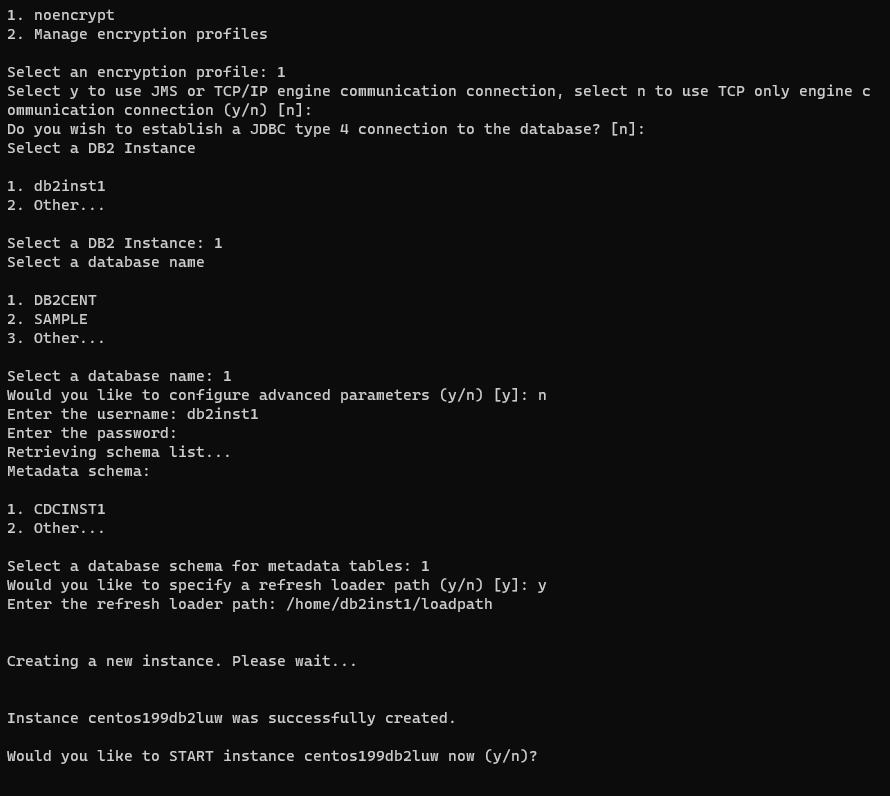 1. noencrypt
2. Manage encryption profiles
Select an encryption profile: 1
Select y to use JMS or TCP/IP engine communication connection, select n to use TCP only engine c
ommunication connection (y/n) [n]:
Do you wish to establish a JDBC type 4 connection to the database? [n]:
Select a DB2 Instance
1. db2inst1
2. Other...
Select a DB2 Instance: 1
Select a database name
1. DB2CENT
2. SAMPLE
3. Other...
Select a database name: 1
Would you like to configure advanced parameters (y/n) [y]: n
Enter the username: db2inst1
Enter the password:
Retrieving schema list...
Metadata schema:
1. CDCINST1
2. Other...
Select a database schema for metadata tables: 1
Would you like to specify a refresh loader path (y/n) [y]: y
Enter the refresh loader path: /home/db2inst1/loadpath
Creating a new instance. Please wait...
Instance centos199db2luw was successfully created.
Would you like to START instance centos199db2luw now (y/n)?